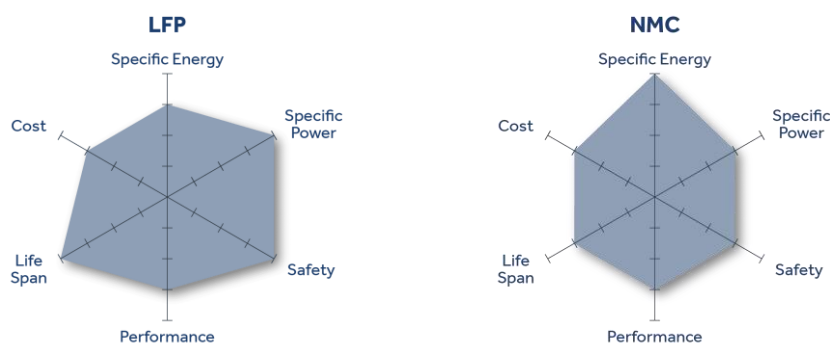 LFP
Specific Energy
Specific
Power
Cost
Life
Span
Safety
Performance
NMC
Specific Energy
Specific
Power
Cost
Life
Span
Safety
Performance